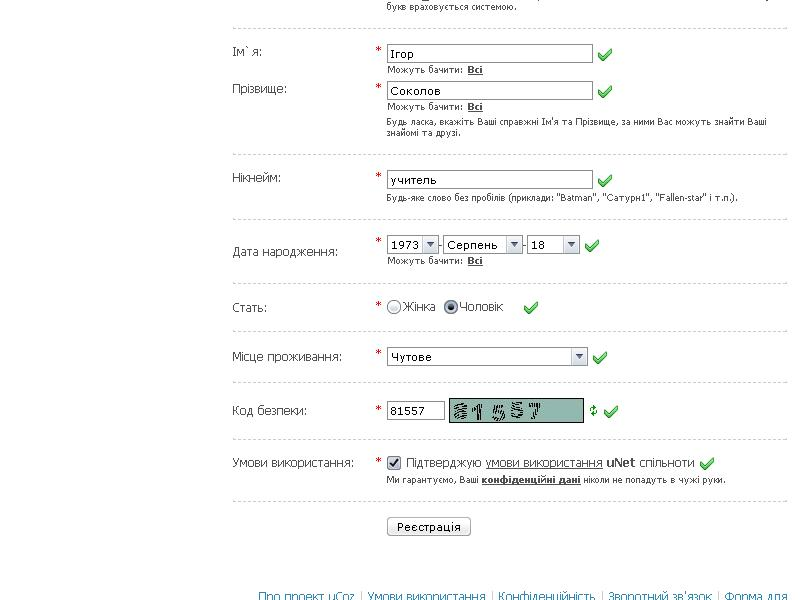 букв враховується системою.
Ім`я: * Ігор
Можуть бачити: Всі
Прізвище: * Соколов
Можуть бачити: Всі
Будь ласка, вкажіть Ваші справжні Ім'я та Прізвище, за ними Вас можуть знайти Ваші
знайомі та друзі.
Нікнейм: * учитель
Будь-яке слово без пробілів (приклади: "Batman", "Сатурн1", "Fallen-star" і т.п.).
Дата народження: * 1973 - Серпень - 18
Можуть бачити: Всі
Стать: * Жінка Чоловік
Місце проживання: * Чутове
Код безпеки: * 81557 81557
Умови використання: * Підтверджую умови використання uNet спільноти
Ми гарантуємо, Ваші конфіденційні дані ніколи не попадуть в чужі руки.
Реєстрація
Про проект uCoz | Умови використання | Конфіденційність | Зворотний зв'язок | Форма для